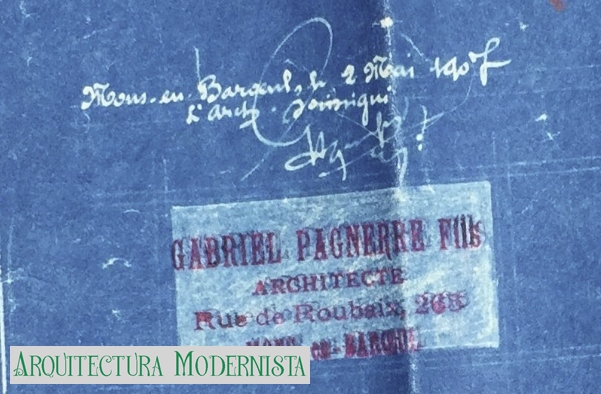 Mons-en-Barœul, le 2 Mai 1907
L'Arch. Soussigné
GABRIEL PAGNERRE Fils
ARCHITECTE
Rue de Roubaix, 265
MONS-en-BARŒUL
ARQUITECTURA MODERNISTA